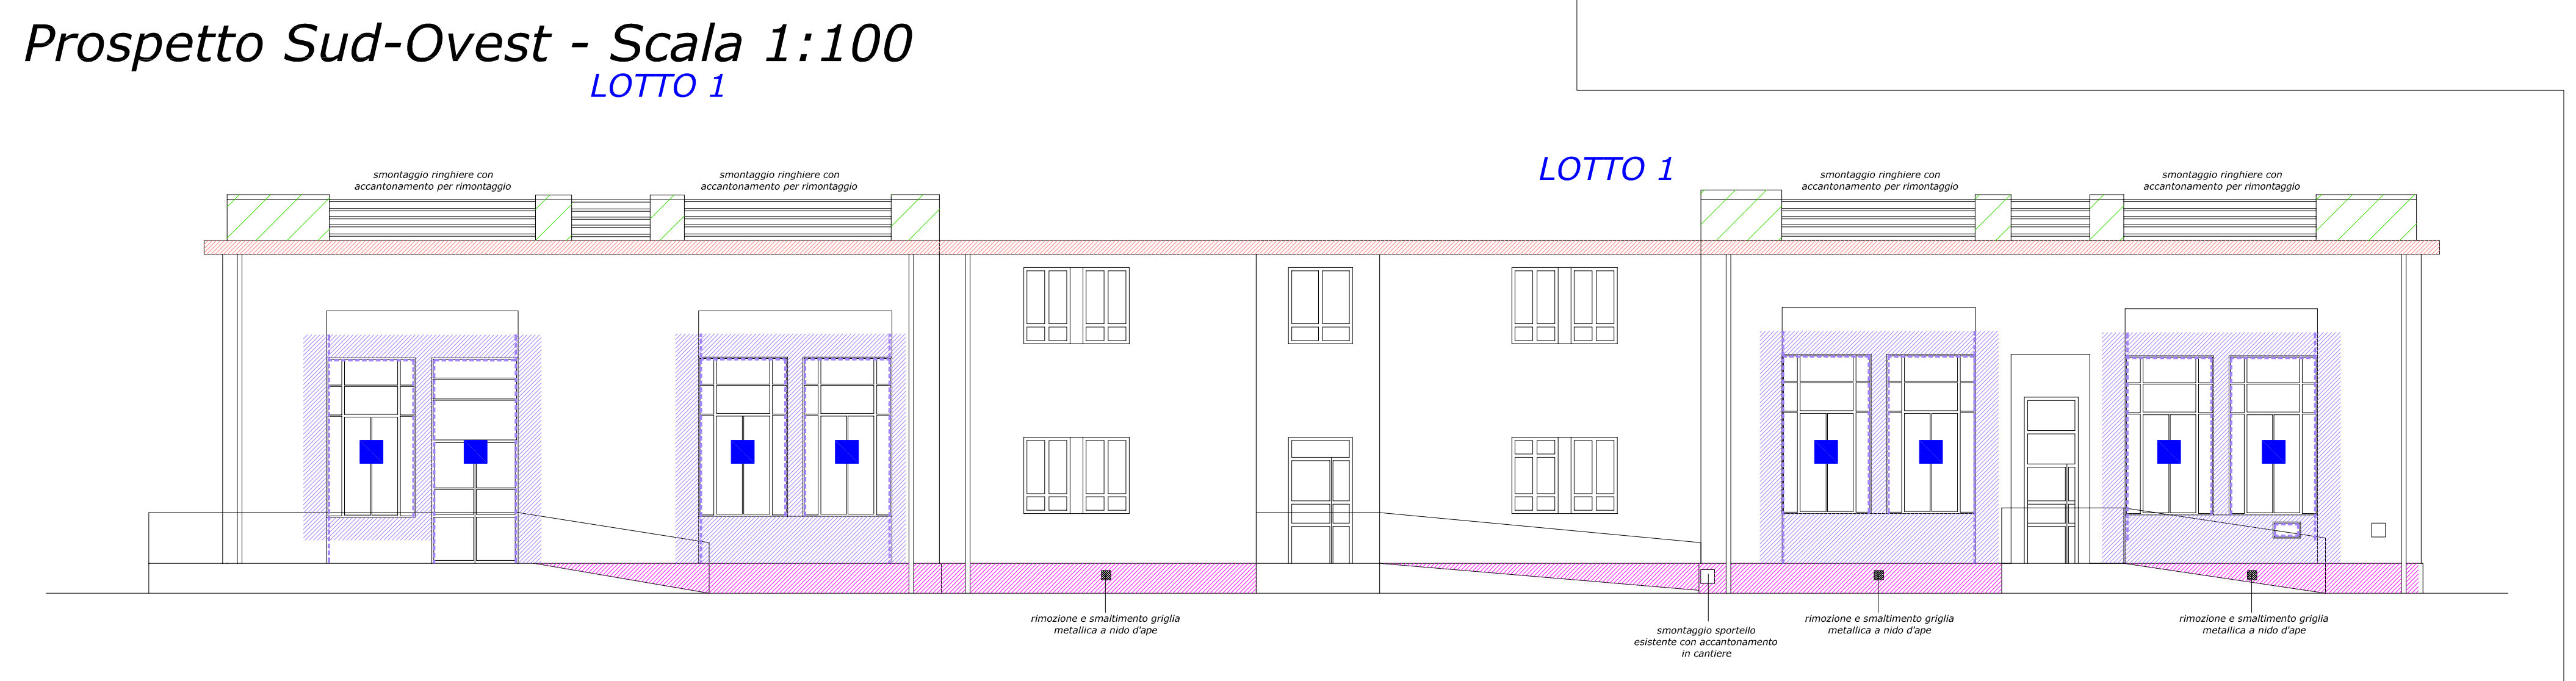 Prospetto Sud-Ovest - Scala 1:100
LOTTO 1
LOTTO 1
smontaggio ringhiere con
accantonamento per rimontaggio
smontaggio ringhiere con
accantonamento per rimontaggio
smontaggio ringhiere con
accantonamento per rimontaggio
smontaggio ringhiere con
accantonamento per rimontaggio
rimozione e smaltimento griglia
metallica a nido d'ape
smontaggio sportello
esistente con accantonamento
in cantiere
rimozione e smaltimento griglia
metallica a nido d'ape
rimozione e smaltimento griglia
metallica a nido d'ape